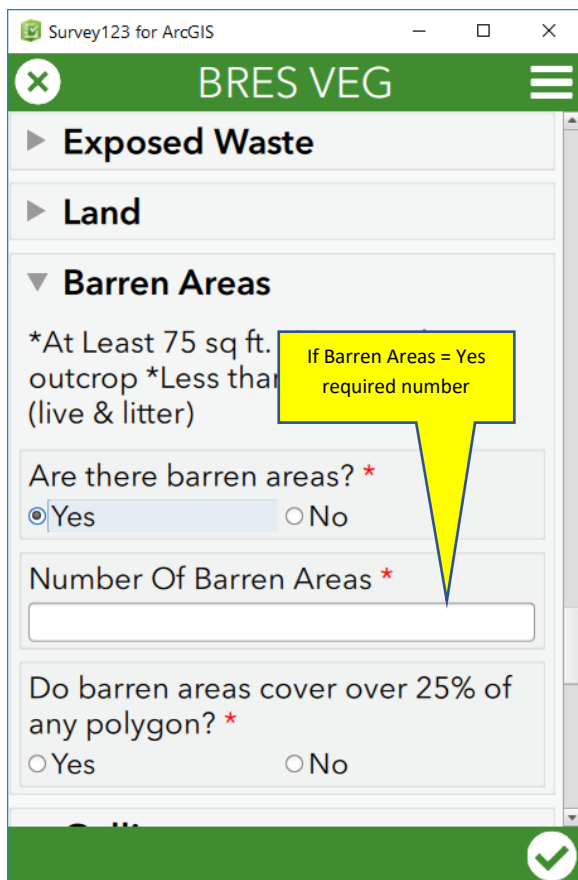 Survey123 for ArcGIS
BRES VEG
Exposed Waste
Land
Barren Areas
*At Least 75 sq ft.
If Barren Areas = Yes
required number
outcrop *Less
(live & litter)
Are there barren areas? *
Yes No
Number Of Barren Areas *
Do barren areas cover over 25% of
any polygon? *
Yes No